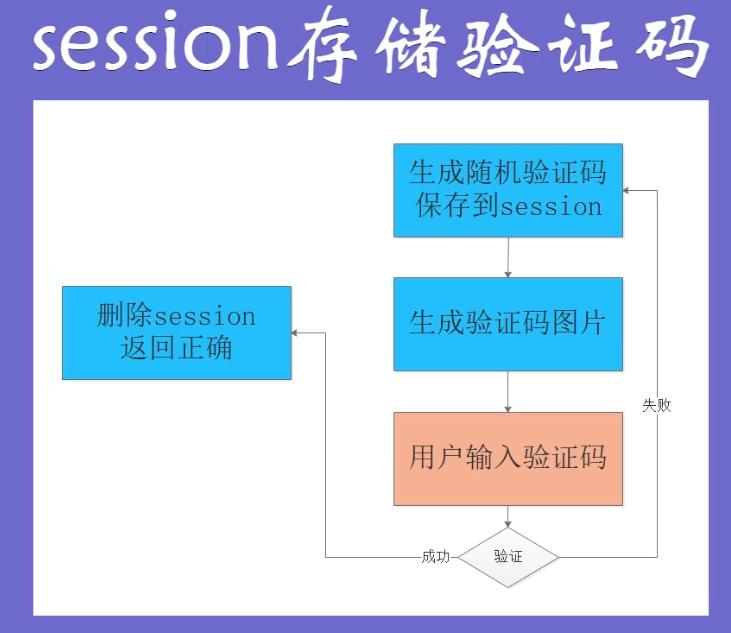 session存储验证码
生成随机验证码
保存到session
生成验证码图片
删除session
返回正确
失败
用户输入验证码
成功
验证